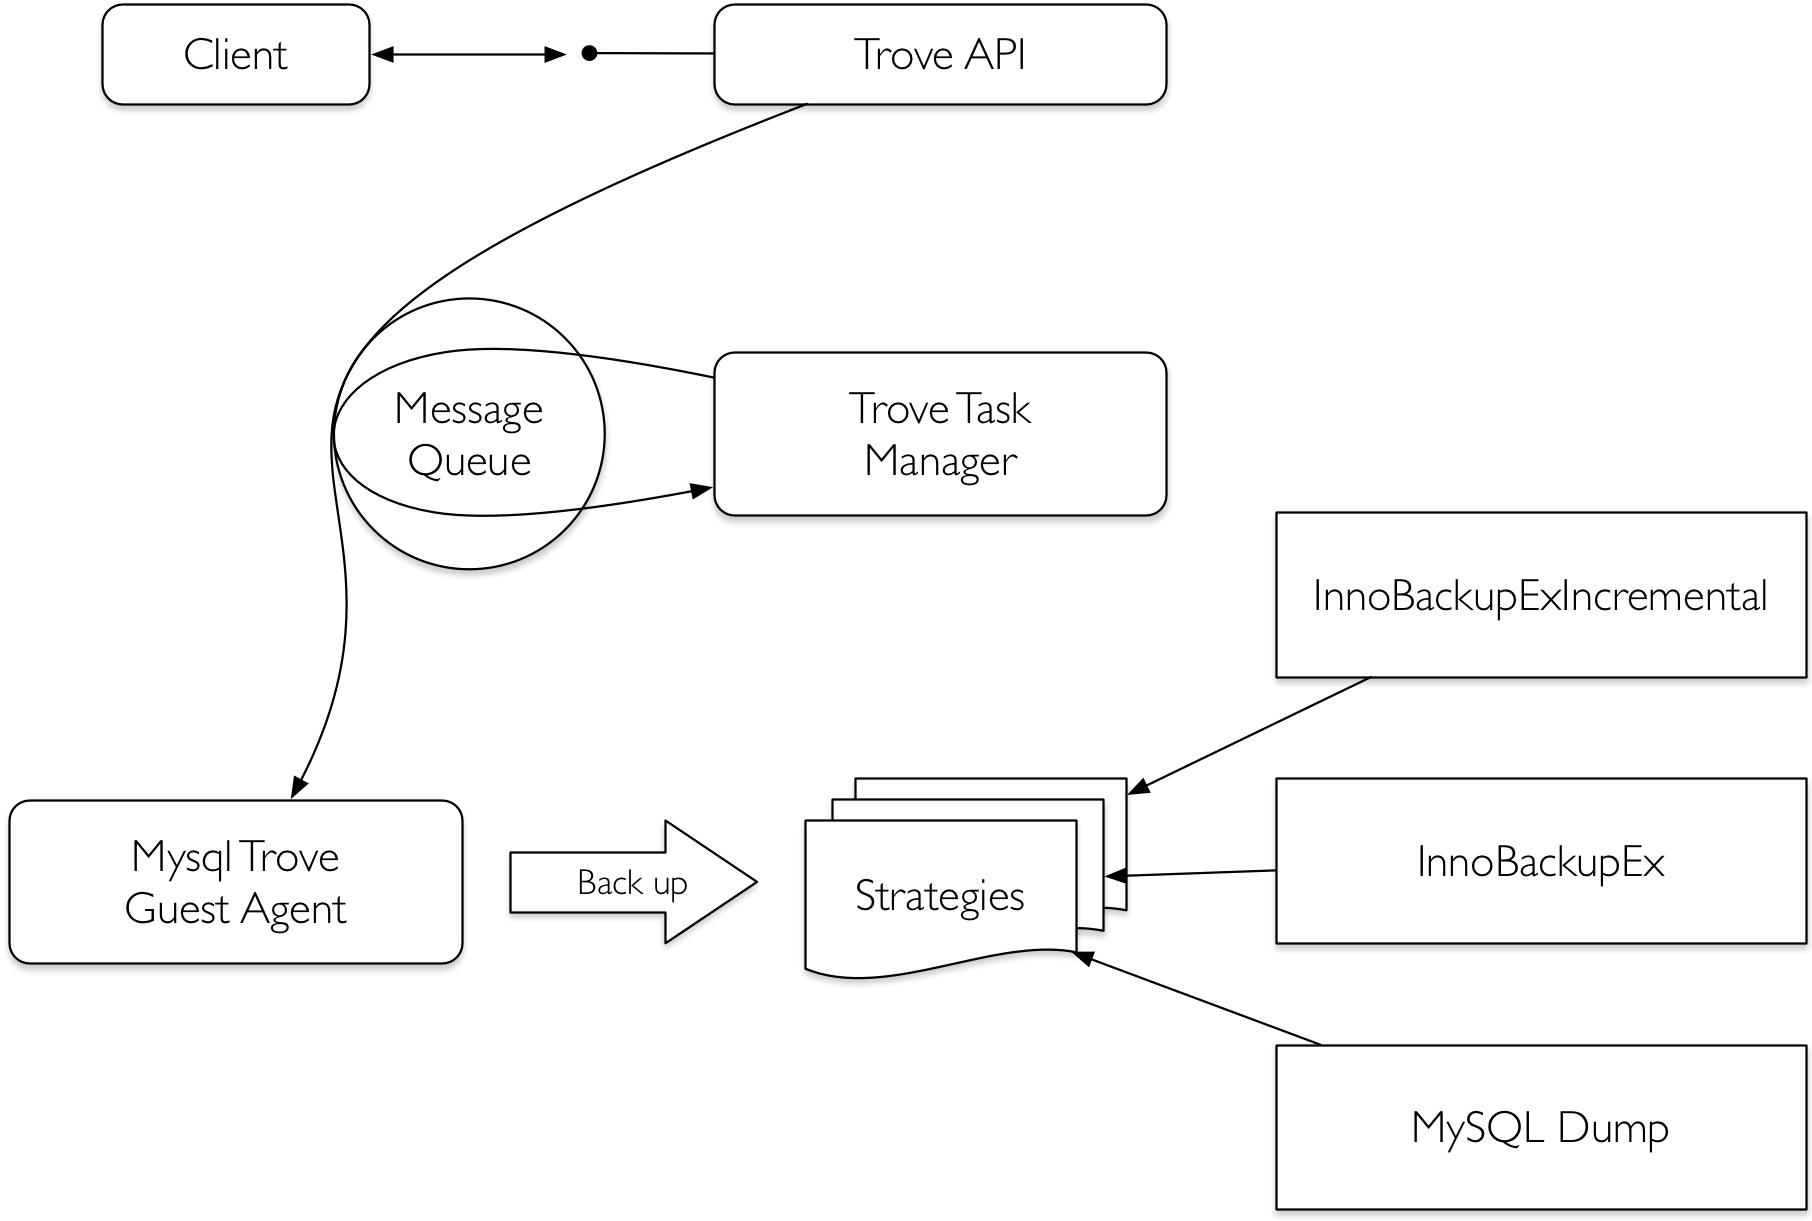 Client
Trove API
Message
Queue
Trove Task
Manager
InnoBackupExIncremental
Mysql Trove
Guest Agent
Back up
Strategies
InnoBackupEx
MySQL Dump